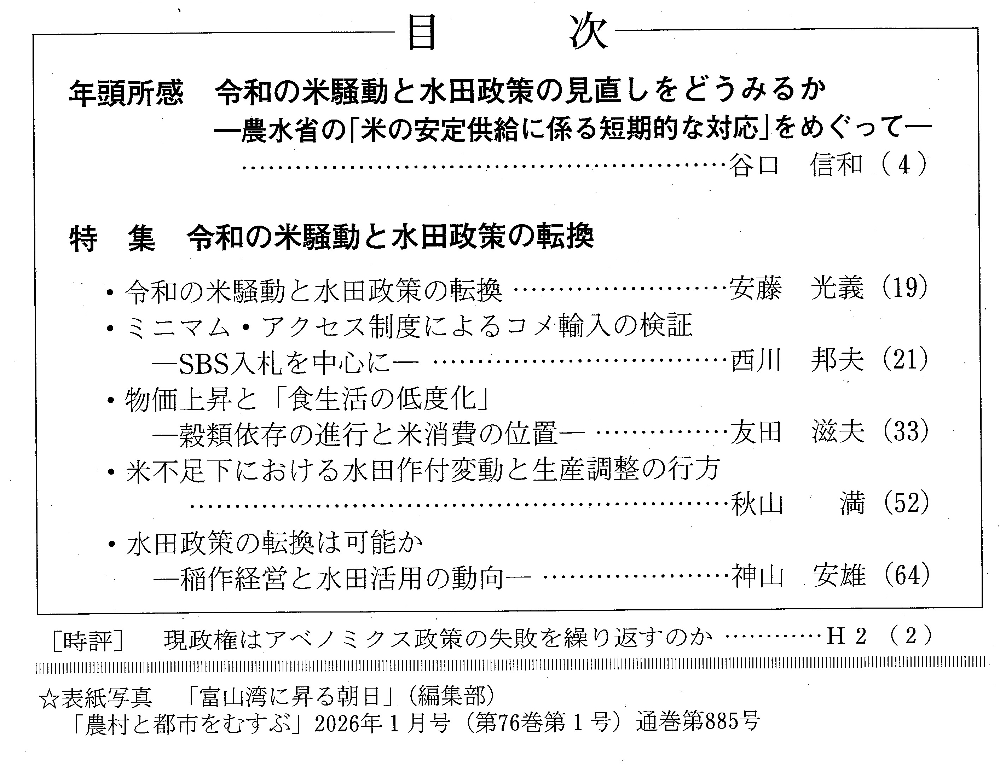 目　次
年頭所感　令和の米騒動と水田政策の見直しをどうみるか
―農水省の「米の安定供給に係る短期的な対応」をめぐって―
……………………………………………………谷口　信和（4）
特　集　令和の米騒動と水田政策の転換
・令和の米騒動と水田政策の転換 ……………………安藤　光義（19）
・ミニマム・アクセス制度によるコメ輸入の検証
―SBS入札を中心に― ……………………………西川　邦夫（21）
・物価上昇と「食生活の低度化」
―穀類依存の進行と米消費の位置― ……………友田　滋夫（33）
・米不足下における水田作付変動と生産調整の行方
……………………………………………………秋山　　満（52）
・水田政策の転換は可能か
―稲作経営と水田活用の動向― …………………神山　安雄（64）
［時評］　現政権はアベノミクス政策の失敗を繰り返すのか …………H 2 （2）
☆表紙写真　「富山湾に昇る朝日」（編集部）
「農村と都市をむすぶ」2026年1月号（第76巻第1号）通巻第885号